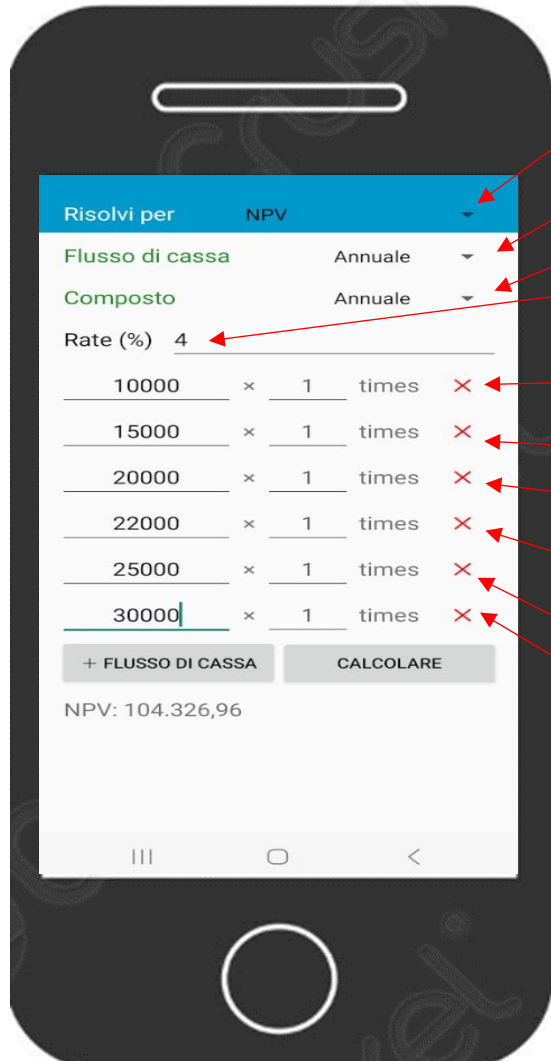 Risolvi per NPV
Flusso di cassa Annuale
Composto Annuale
Rate (%) 4
10000 × 1 times ×
15000 × 1 times ×
20000 × 1 times ×
22000 × 1 times ×
25000 × 1 times ×
30000 × 1 times ×
+ FLUSSO DI CASSA CALCOLARE
NPV: 104.326,96